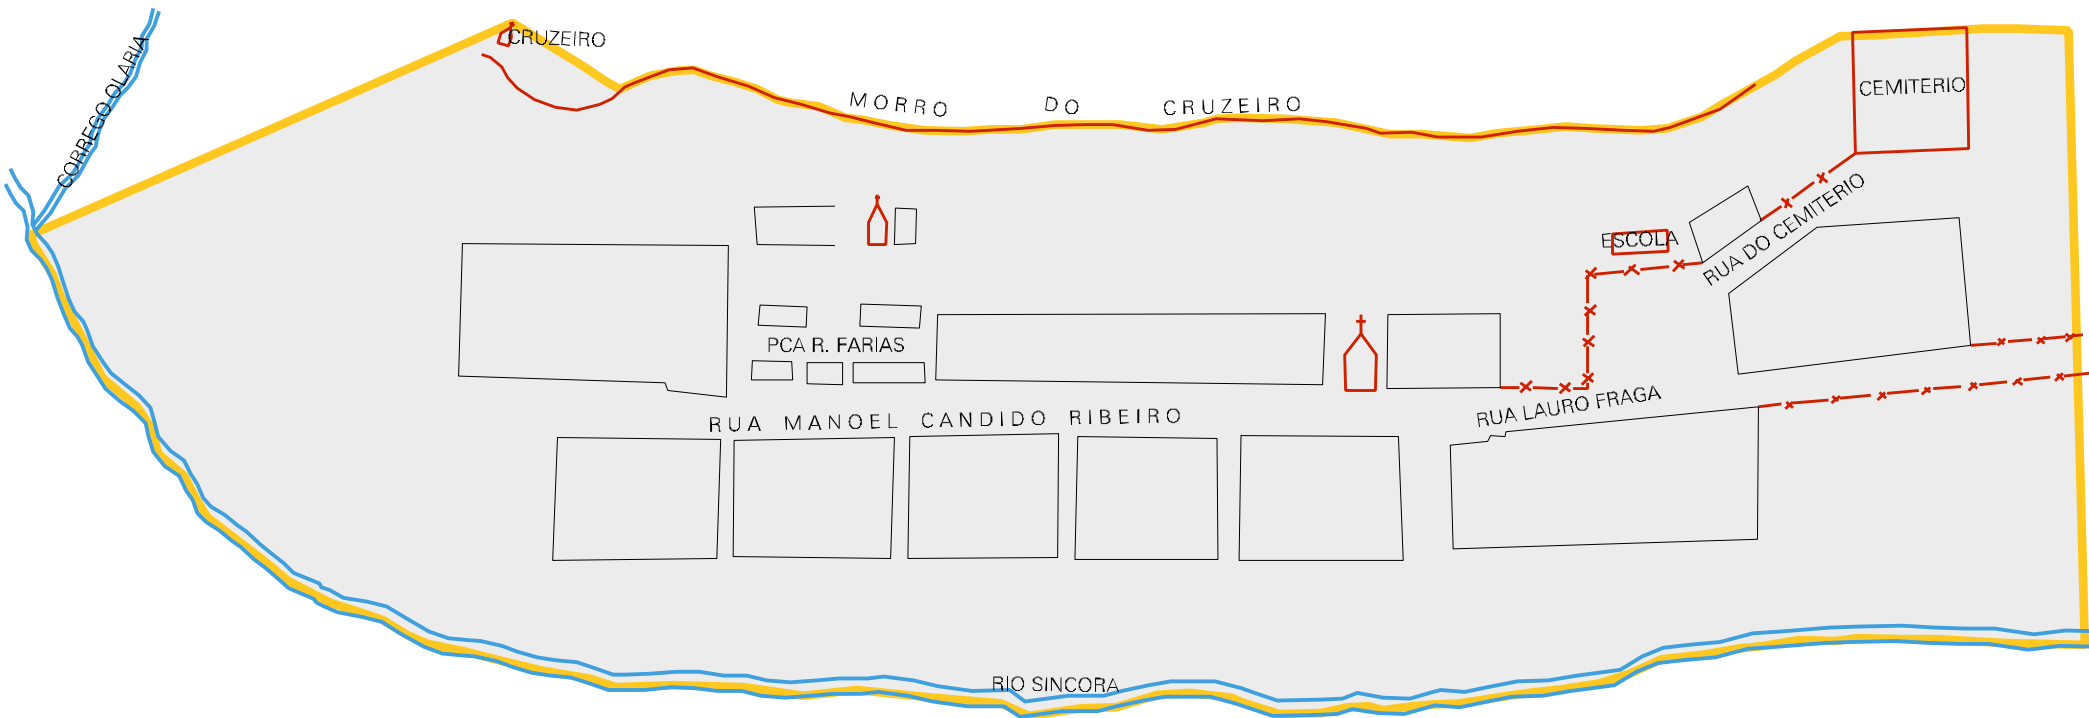 CRUZEIRO
CORREGO OLARIA
MORRO DO CRUZEIRO
CEMITERIO
ESCOLA
RUA DO CEMITERIO
PCA R. FARIAS
RUA MANOEL CANDIDO RIBEIRO
RUA LAURO FRAGA
RIO SINCORA